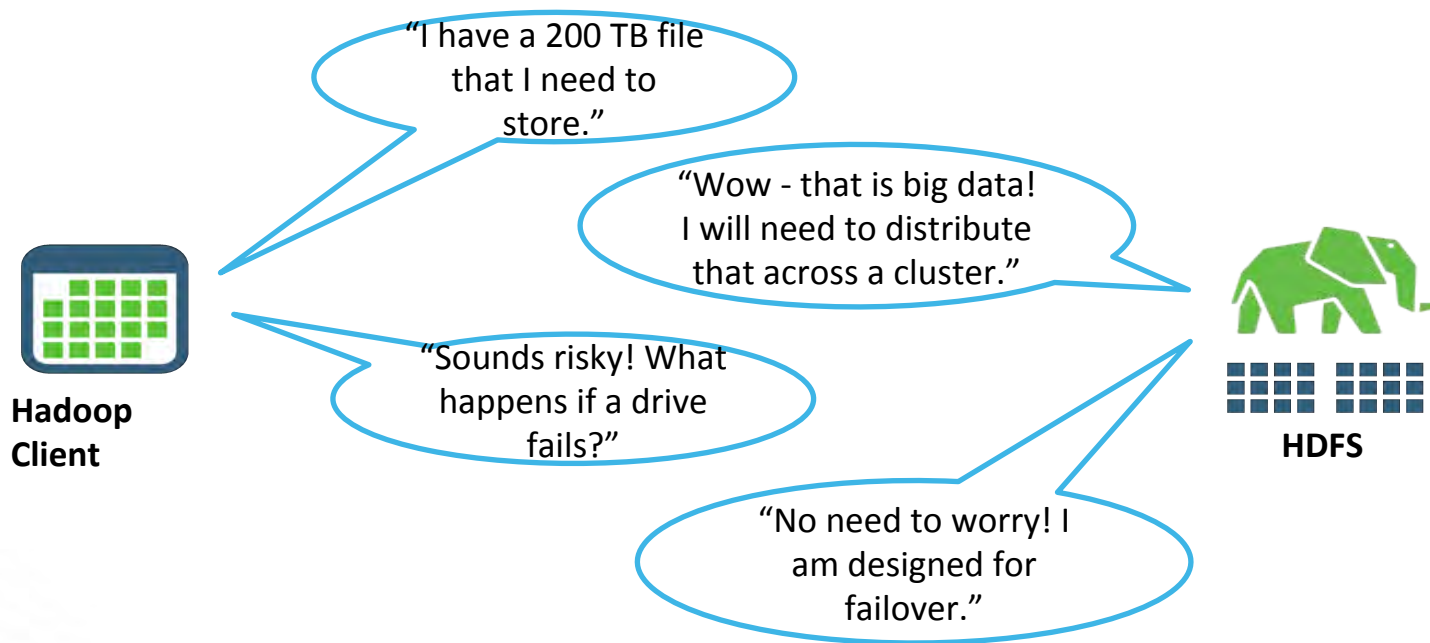 “I have a 200 TB file
that I need to
store.”
“Wow - that is big data!
I will need to distribute
that across a cluster.”
“Sounds risky! What
happens if a drive
fails?”
Hadoop
Client
HDFS
“No need to worry! I
am designed for
failover.”